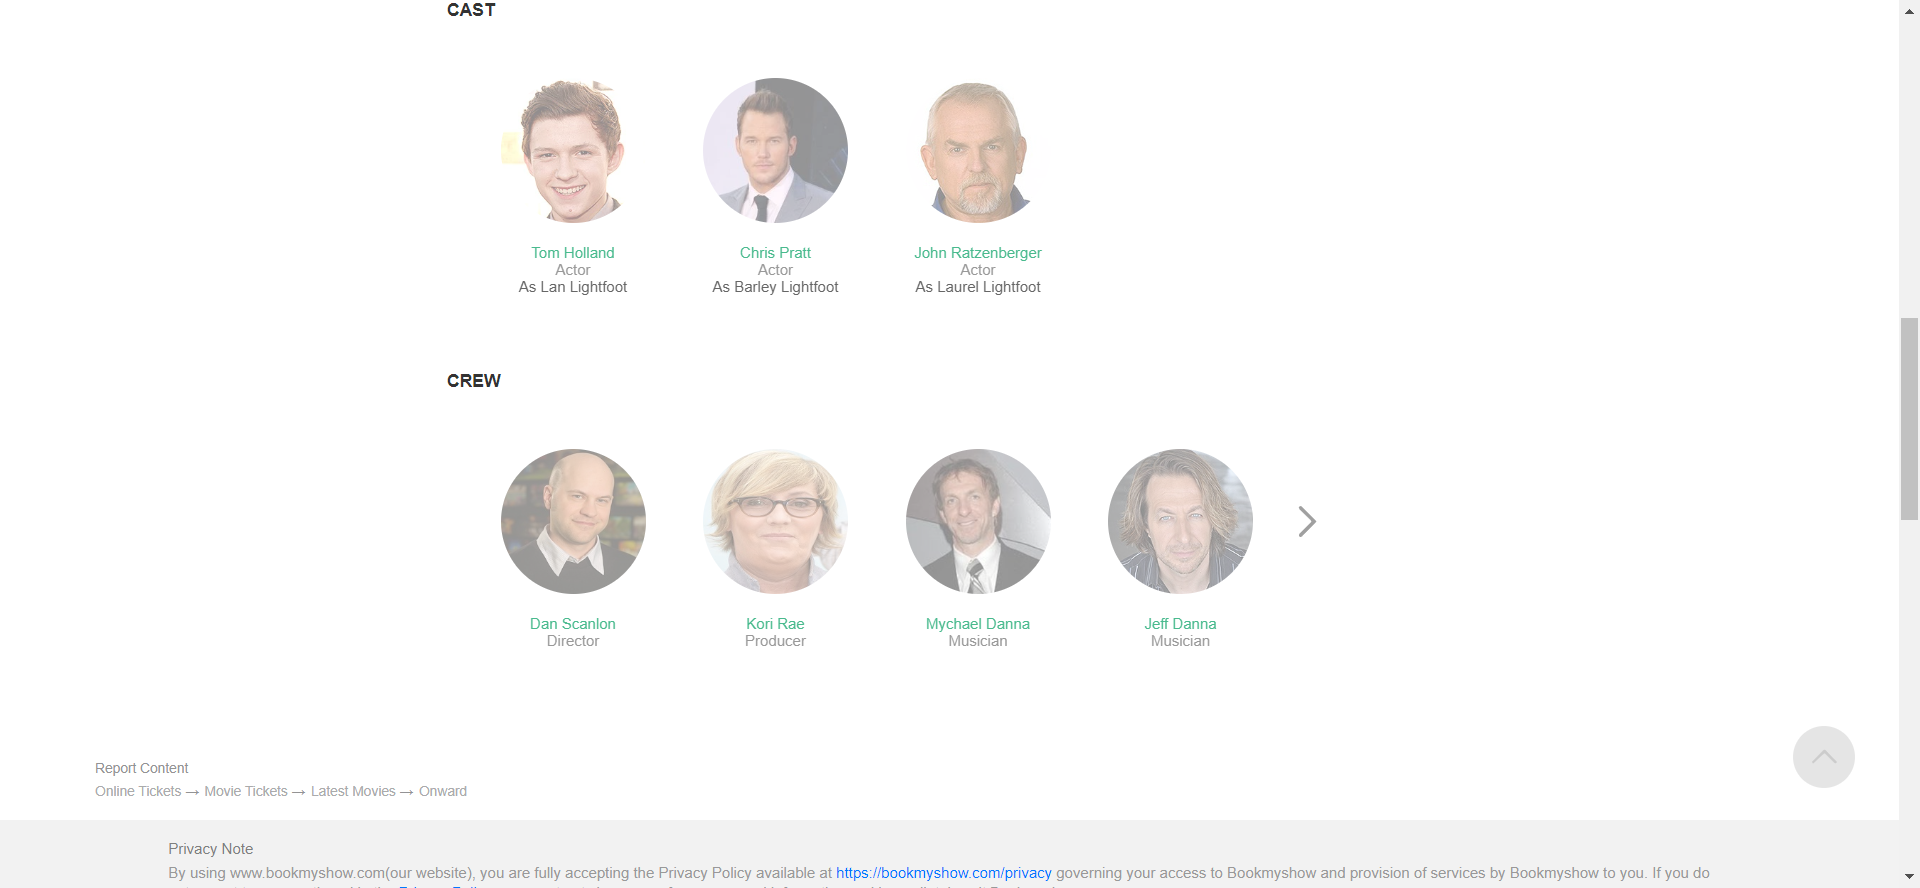 CAST
Tom Holland
Actor
As Lan Lightfoot
Chris Pratt
Actor
As Barley Lightfoot
John Ratzenberger
Actor
As Laurel Lightfoot
CREW
Dan Scanlon
Director
Kori Rae
Producer
Mychael Danna
Musician
Jeff Danna
Musician
Report Content
Online Tickets → Movie Tickets → Latest Movies → Onward
Privacy Note
By using www.bookmyshow.com(our website), you are fully accepting the Privacy Policy available at https://bookmyshow.com/privacy governing your access to Bookmyshow and provision of services by Bookmyshow to you. If you do